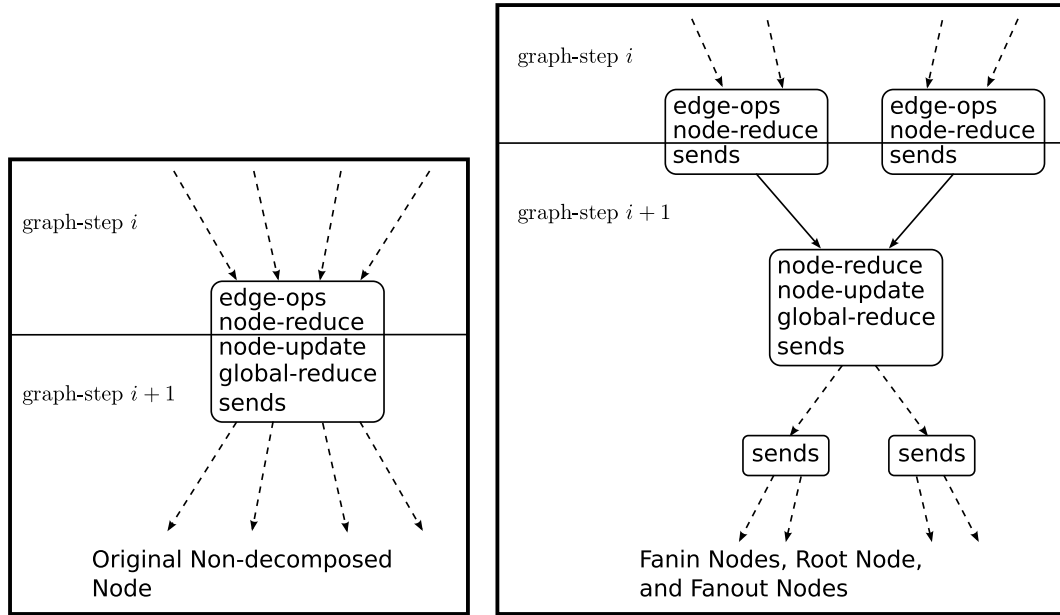 graph-step i
edge-ops
node-reduce
node-update
global-reduce
sends
graph-step i + 1
Original Non-decomposed
Node
graph-step i
edge-ops
node-reduce
sends
edge-ops
node-reduce
sends
graph-step i + 1
node-reduce
node-update
global-reduce
sends
sends
sends
Fanin Nodes, Root Node,
and Fanout Nodes